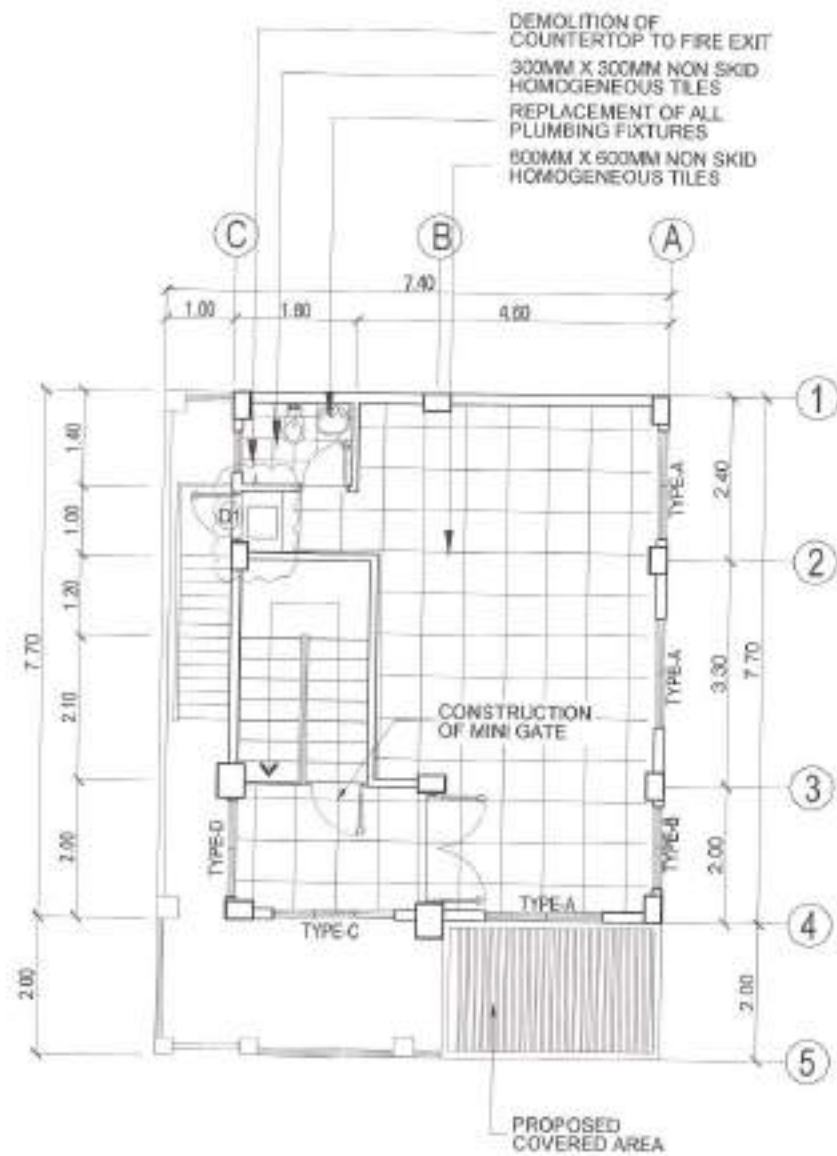 DEMOLITION OF
COUNTERTOP TO FIRE EXIT
300MM X 300MM NON SKID
HOMOGENEOUS TILES
REPLACEMENT OF ALL
PLUMBING FIXTURES
600MM X 600MM NON SKID
HOMOGENEOUS TILES
C
B
A
7.40
1.00
1.80
4.60
1
1.40
TYPE-A
2.40
1.00
D1
2
1.20
7.70
2.10
TYPE-A
3.30
7.70
CONSTRUCTION
OF MINI GATE
3
2.00
TYPE-D
TYPE-B
2.00
TYPE-A
TYPE-C
4
2.00
2.00
5
PROPOSED
COVERED AREA